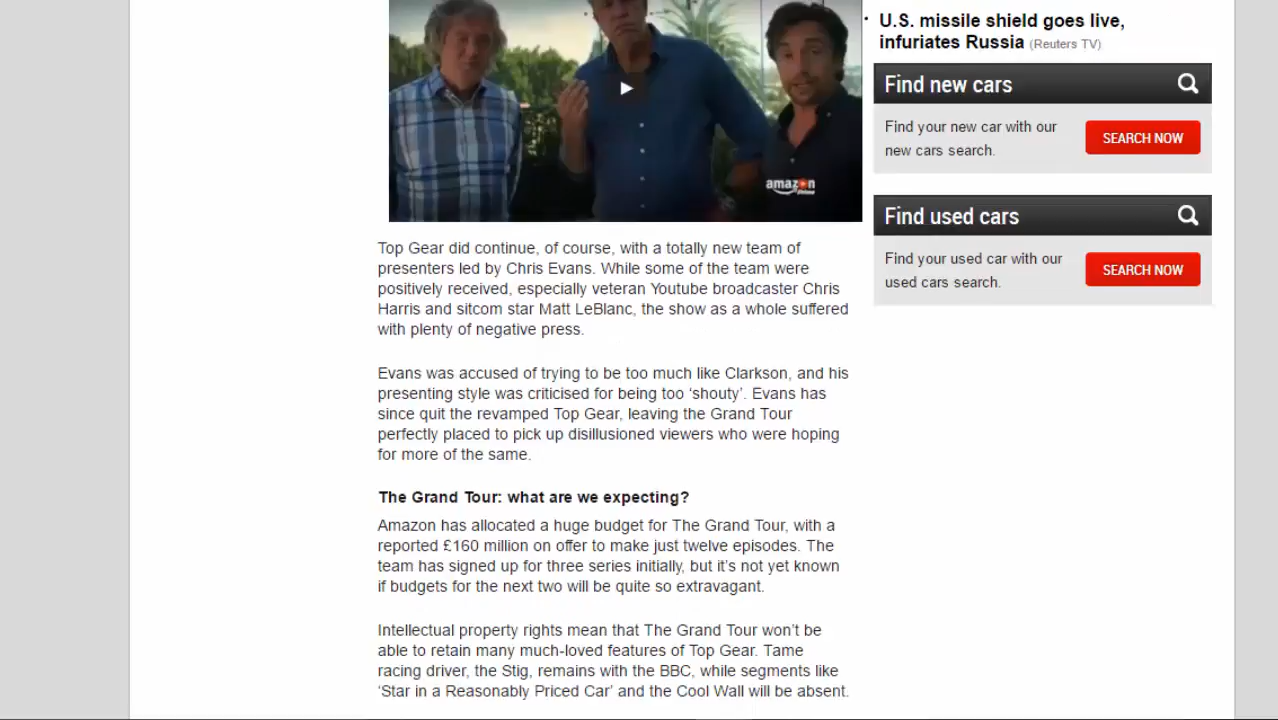 U.S. missile shield goes live,
infuriates Russia (Reuters TV)
Find new cars
Find your new car with our
new cars search.
SEARCH NOW
amazon
Find used cars
Find your used car with our
used cars search.
SEARCH NOW
Top Gear did continue, of course, with a totally new team of
presenters led by Chris Evans. While some of the team were
positively received, especially veteran Youtube broadcaster Chris
Harris and sitcom star Matt LeBlanc, the show as a whole suffered
with plenty of negative press.
Evans was accused of trying to be too much like Clarkson, and his
presenting style was criticised for being too ‘shouty’. Evans has
since quit the revamped Top Gear, leaving the Grand Tour
perfectly placed to pick up disillusioned viewers who were hoping
for more of the same.
The Grand Tour: what are we expecting?
Amazon has allocated a huge budget for The Grand Tour, with a
reported £160 million on offer to make just twelve episodes. The
team has signed up for three series initially, but it’s not yet known
if budgets for the next two will be quite so extravagant.
Intellectual property rights mean that The Grand Tour won’t be
able to retain many much-loved features of Top Gear. Tame
racing driver, the Stig, remains with the BBC, while segments like
‘Star in a Reasonably Priced Car’ and the Cool Wall will be absent.